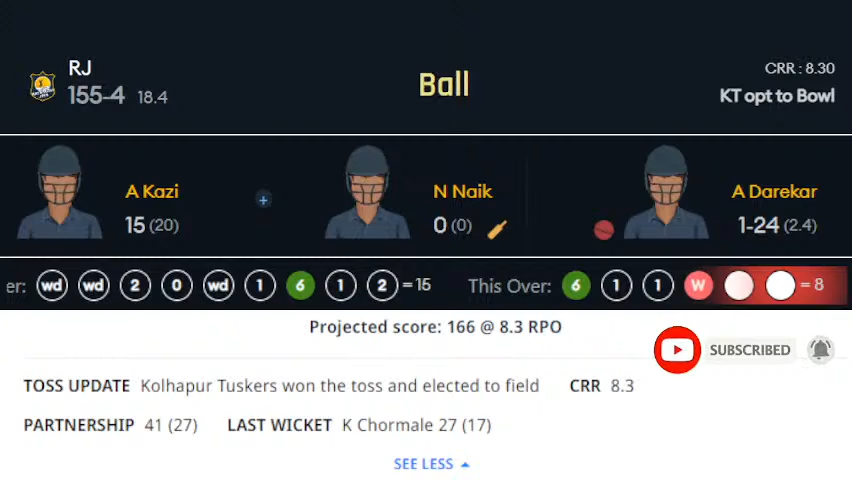 RJ
155-4 18.4
Ball
CRR : 8.30
KT opt to Bowl
A Kazi
15 (20)
+
N Naik
0 (0)
A Darekar
1-24 (2.4)
er: wd wd 2 0 wd 1 6 1 2 = 15 This Over: 6 1 1 W = 8
Projected score: 166 @ 8.3 RPO
SUBSCRIBED
TOSS UPDATE Kolhapur Tuskers won the toss and elected to field CRR 8.3
PARTNERSHIP 41 (27) LAST WICKET K Chormale 27 (17)
SEE LESS